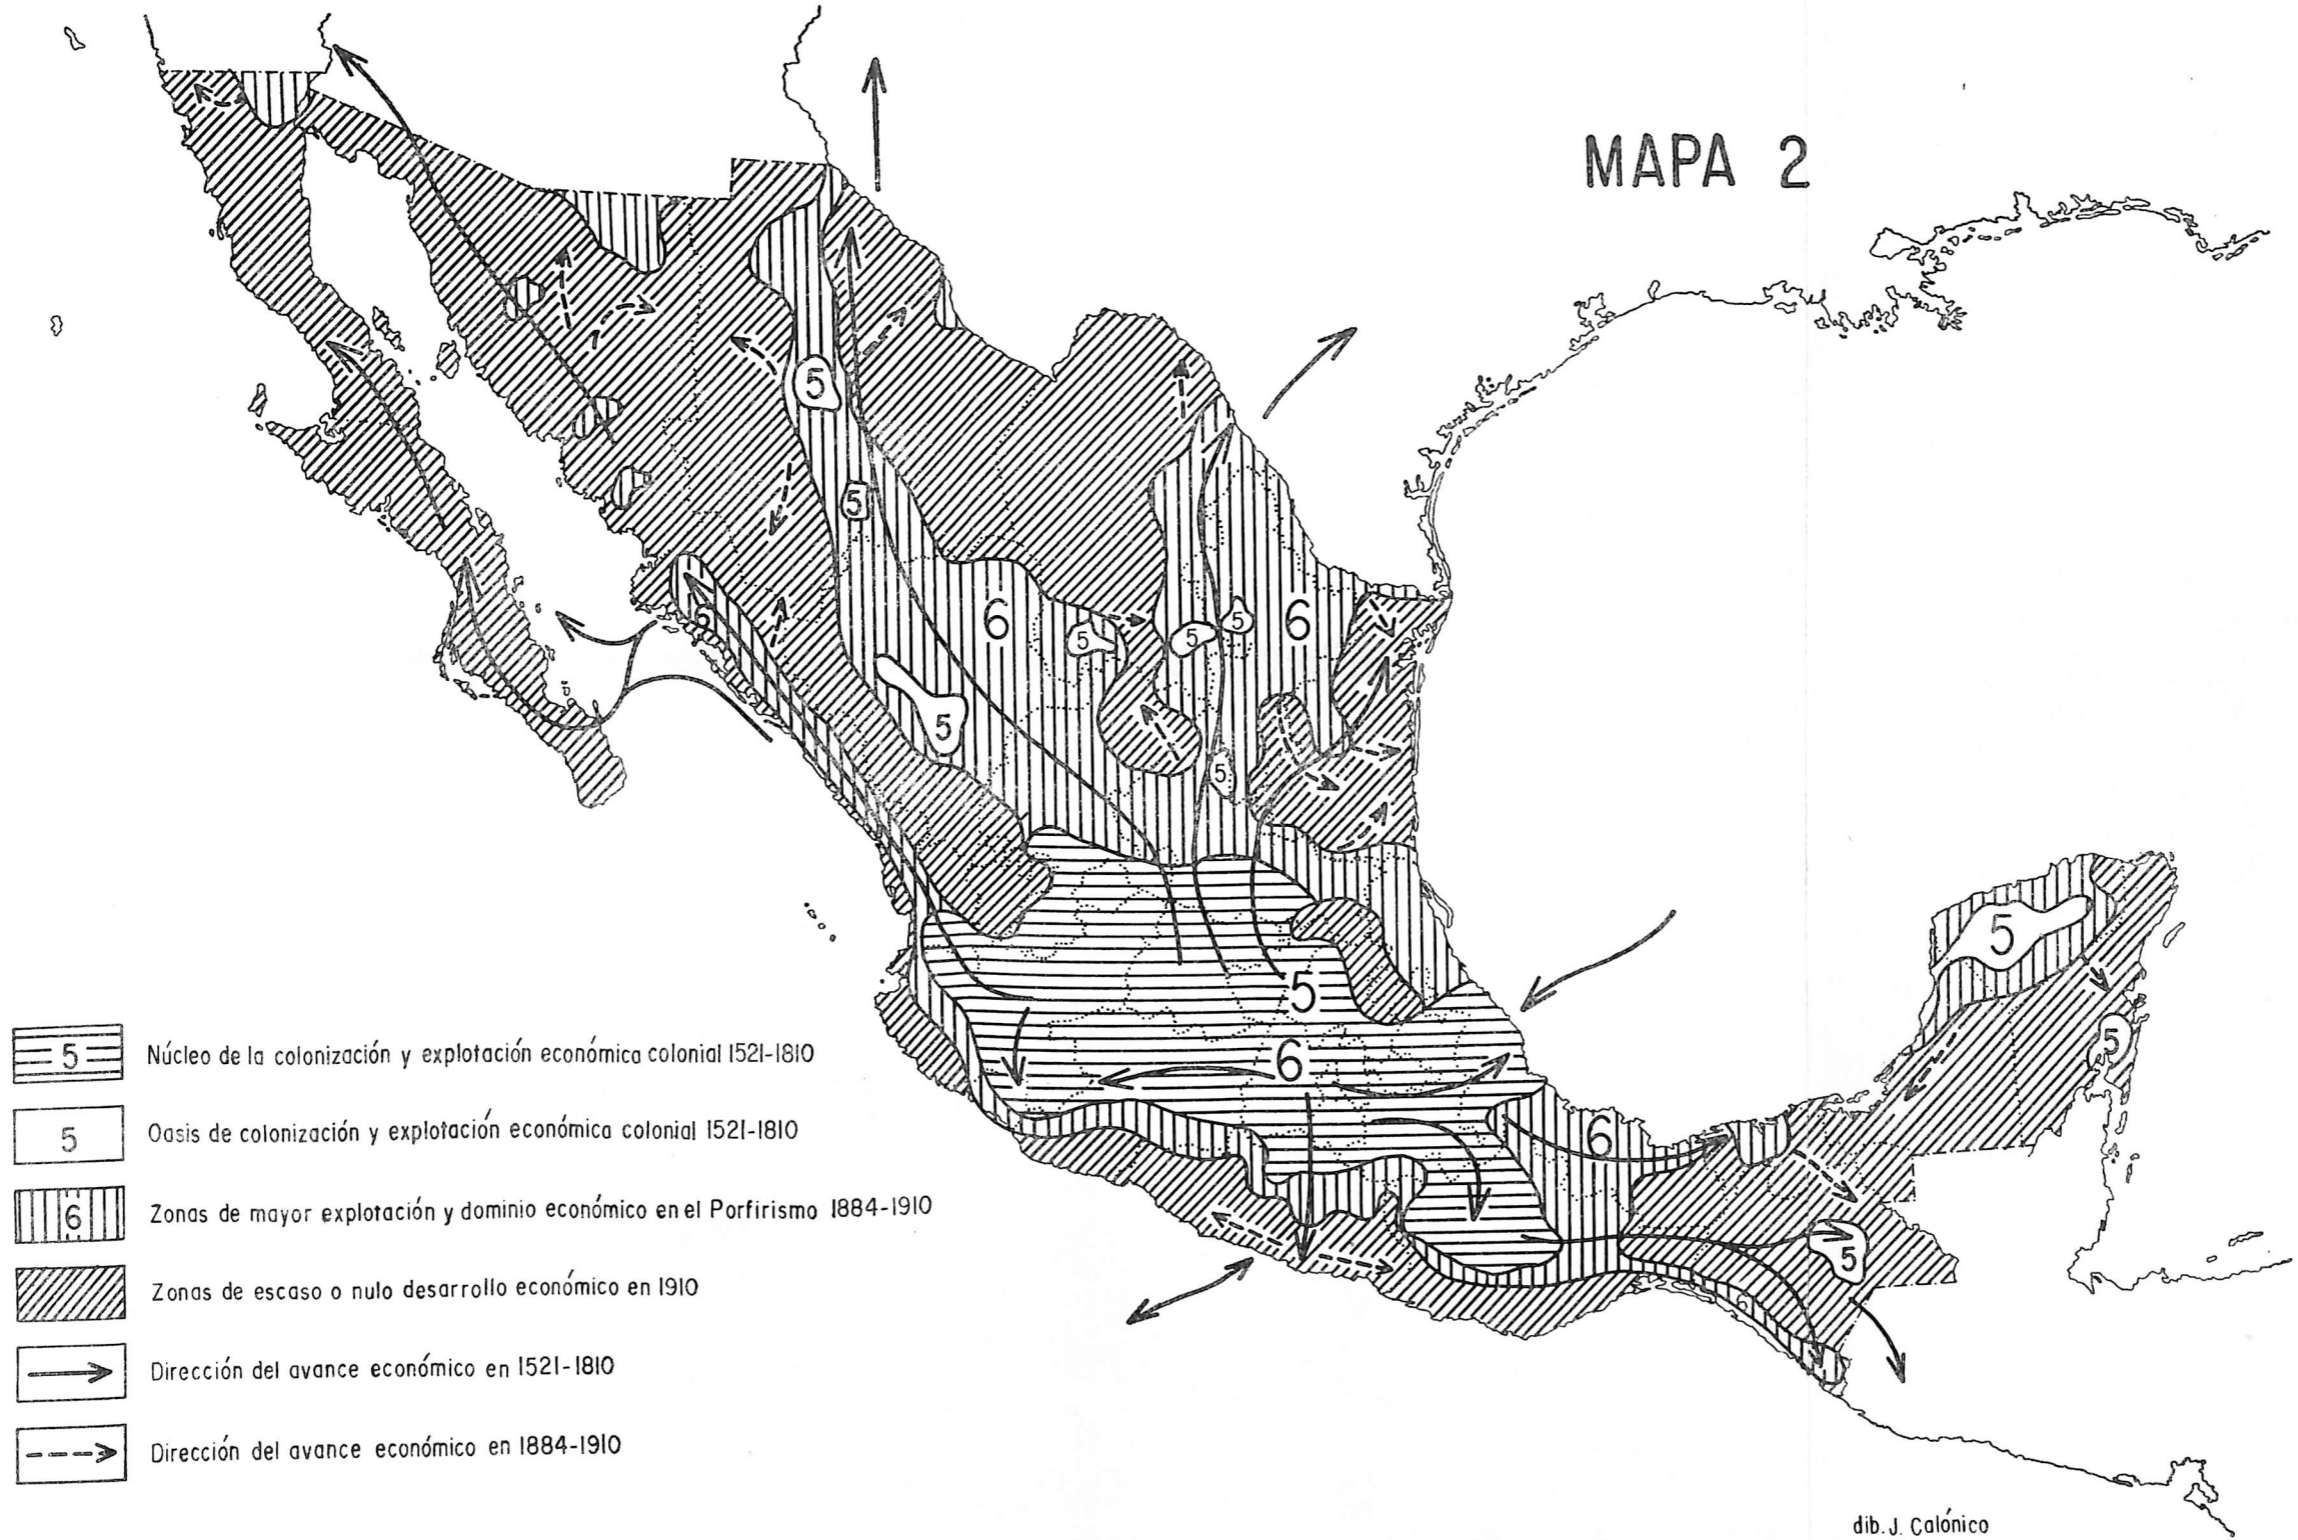 MAPA 2
5
5
6
5
5
6
6
5
5
5
5
5
5
5
6
5
6
5
5
6
5 Núcleo de la colonización y explotación económica colonial 1521-1810
5 Oasis de colonización y explotación económica colonial 1521-1810
6 Zonas de mayor explotación y dominio económico en el Porfirismo 1884-1910
Zonas de escaso o nulo desarrollo económico en 1910
Dirección del avance económico en 1521-1810
Dirección del avance económico en 1884-1910
dib. J. Calónico